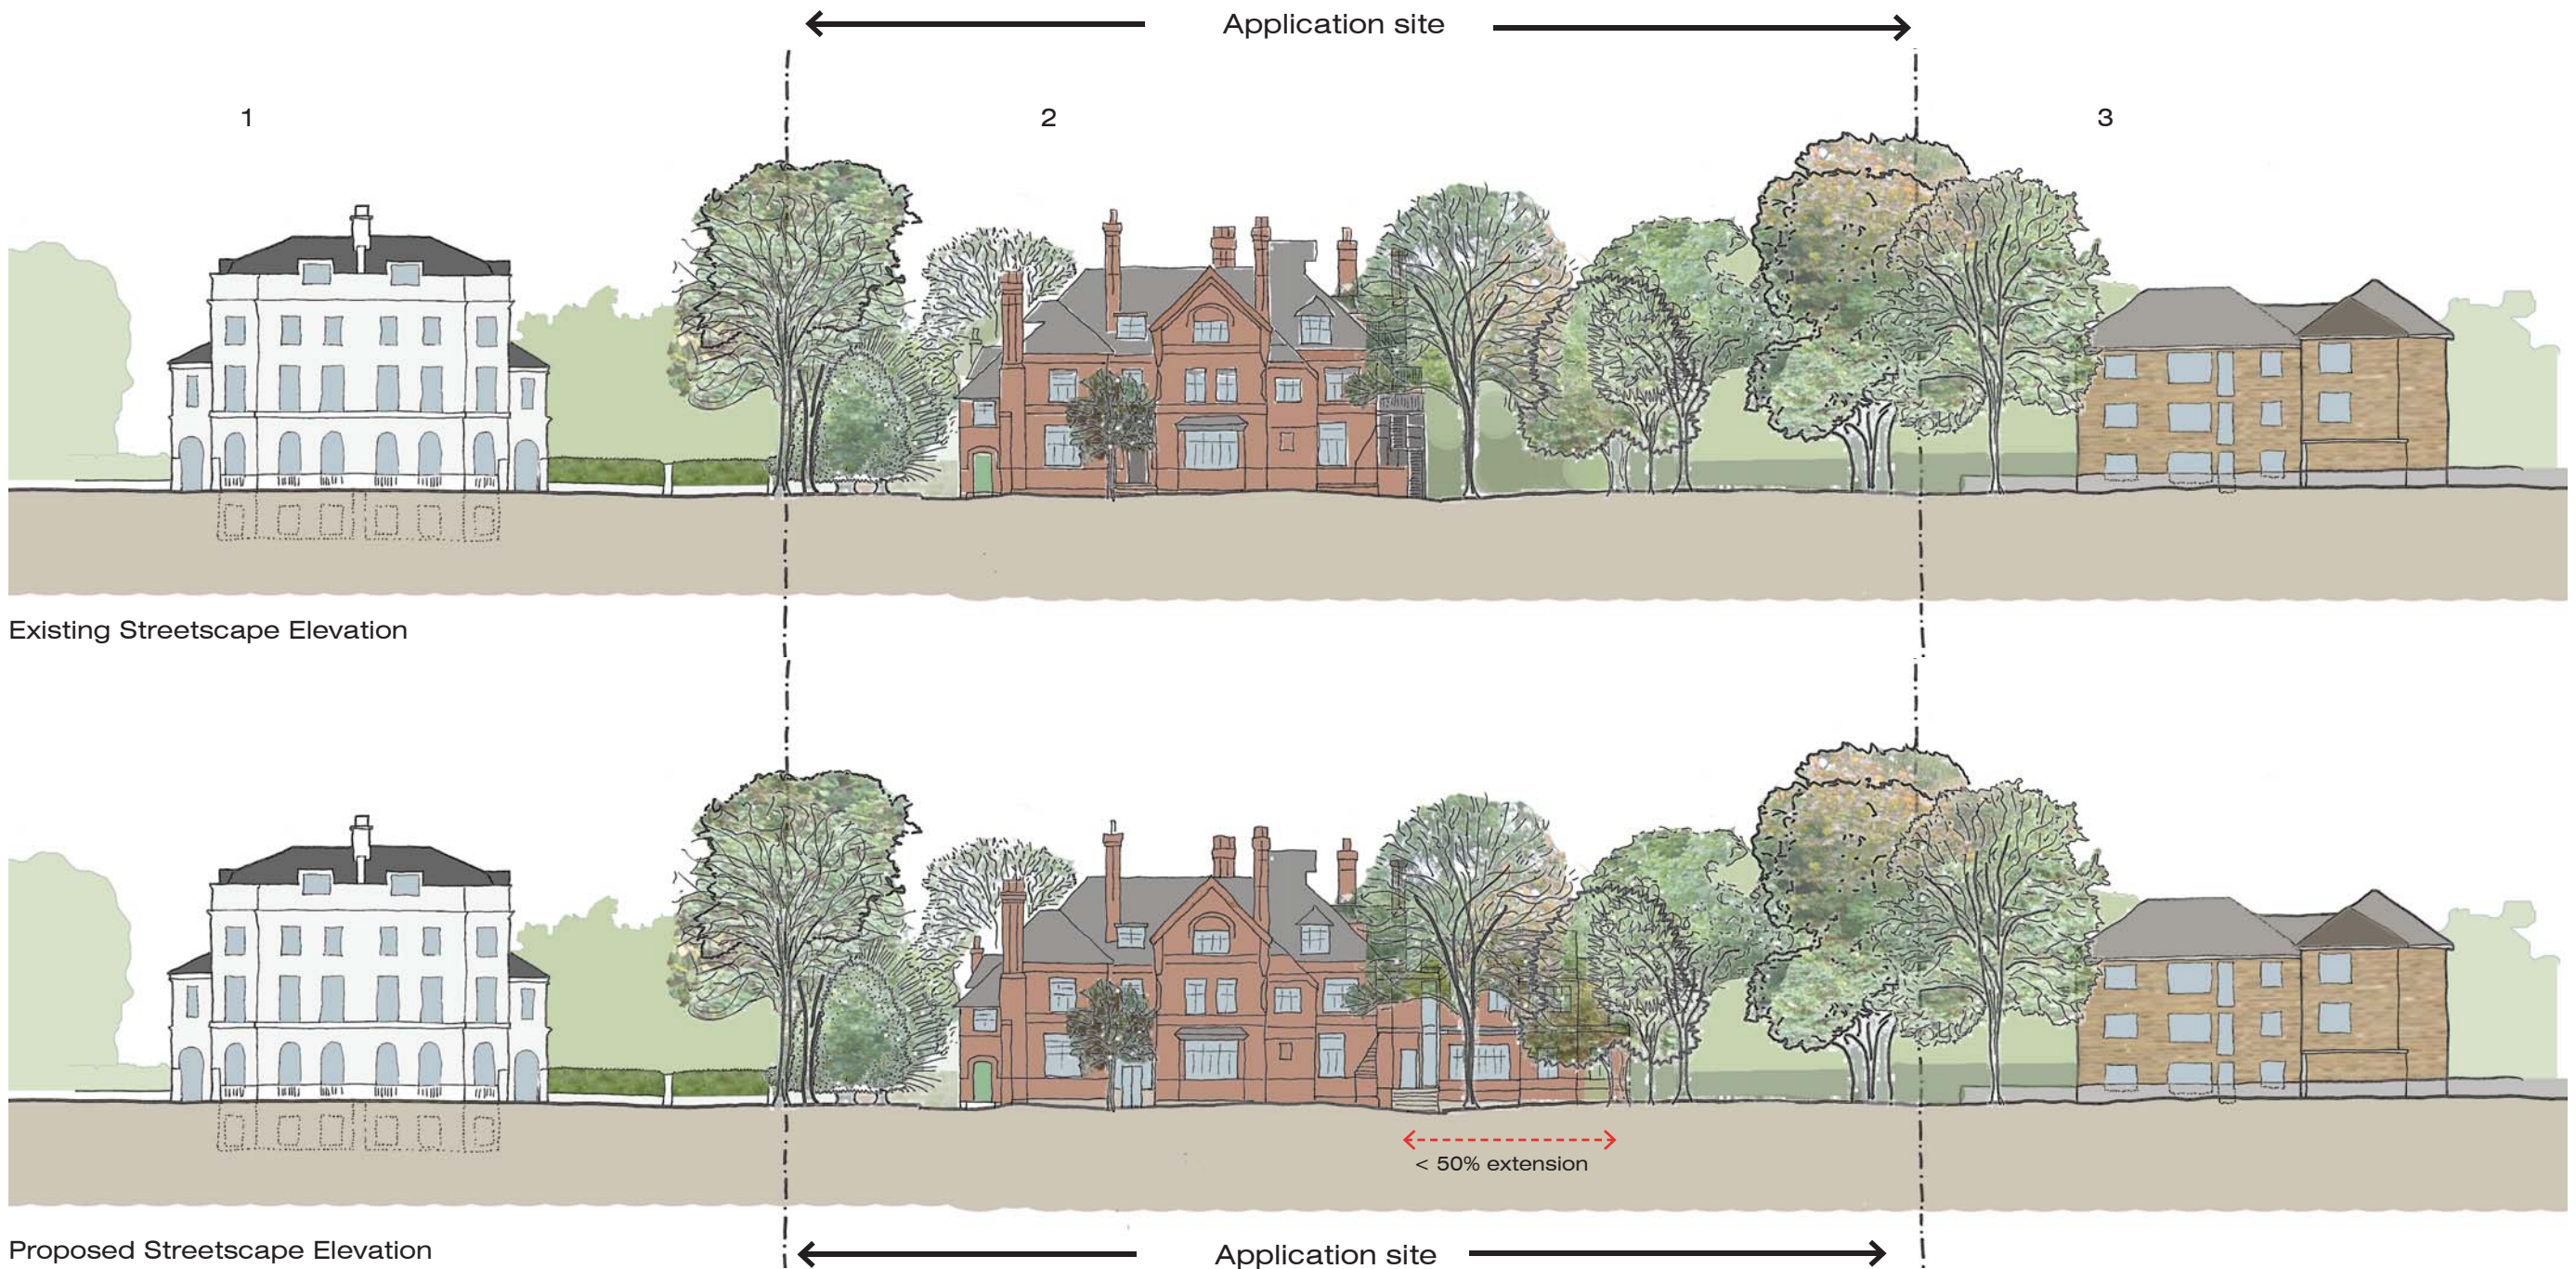 Application site
1
2
3
Existing Streetscape Elevation
< 50% extension
Proposed Streetscape Elevation
Application site